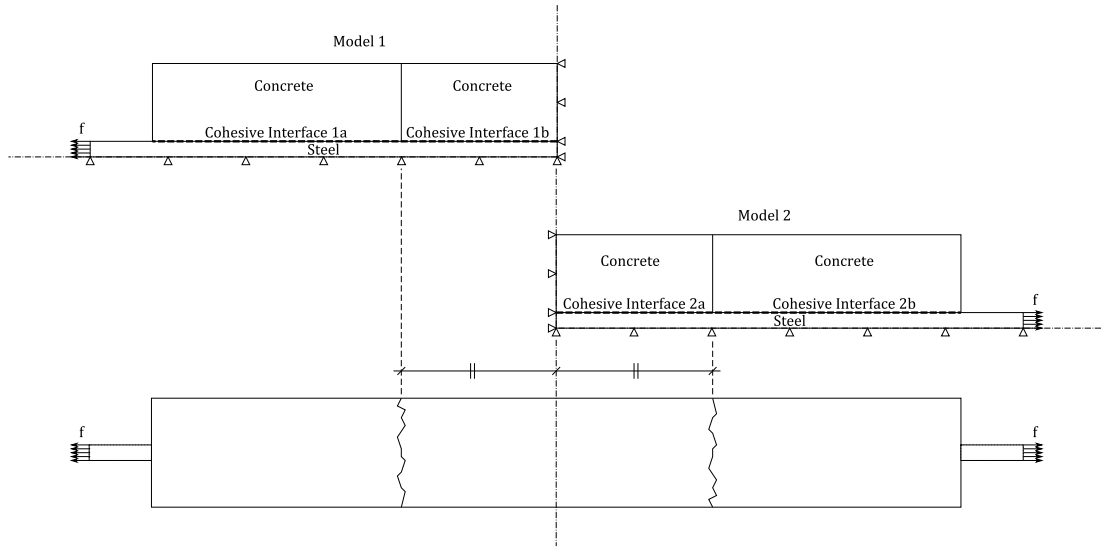 Model 1
Concrete Concrete
f
Cohesive Interface 1a Cohesive Interface 1b
Steel
Model 2
Concrete Concrete
Cohesive Interface 2a Cohesive Interface 2b
f
Steel
f
f